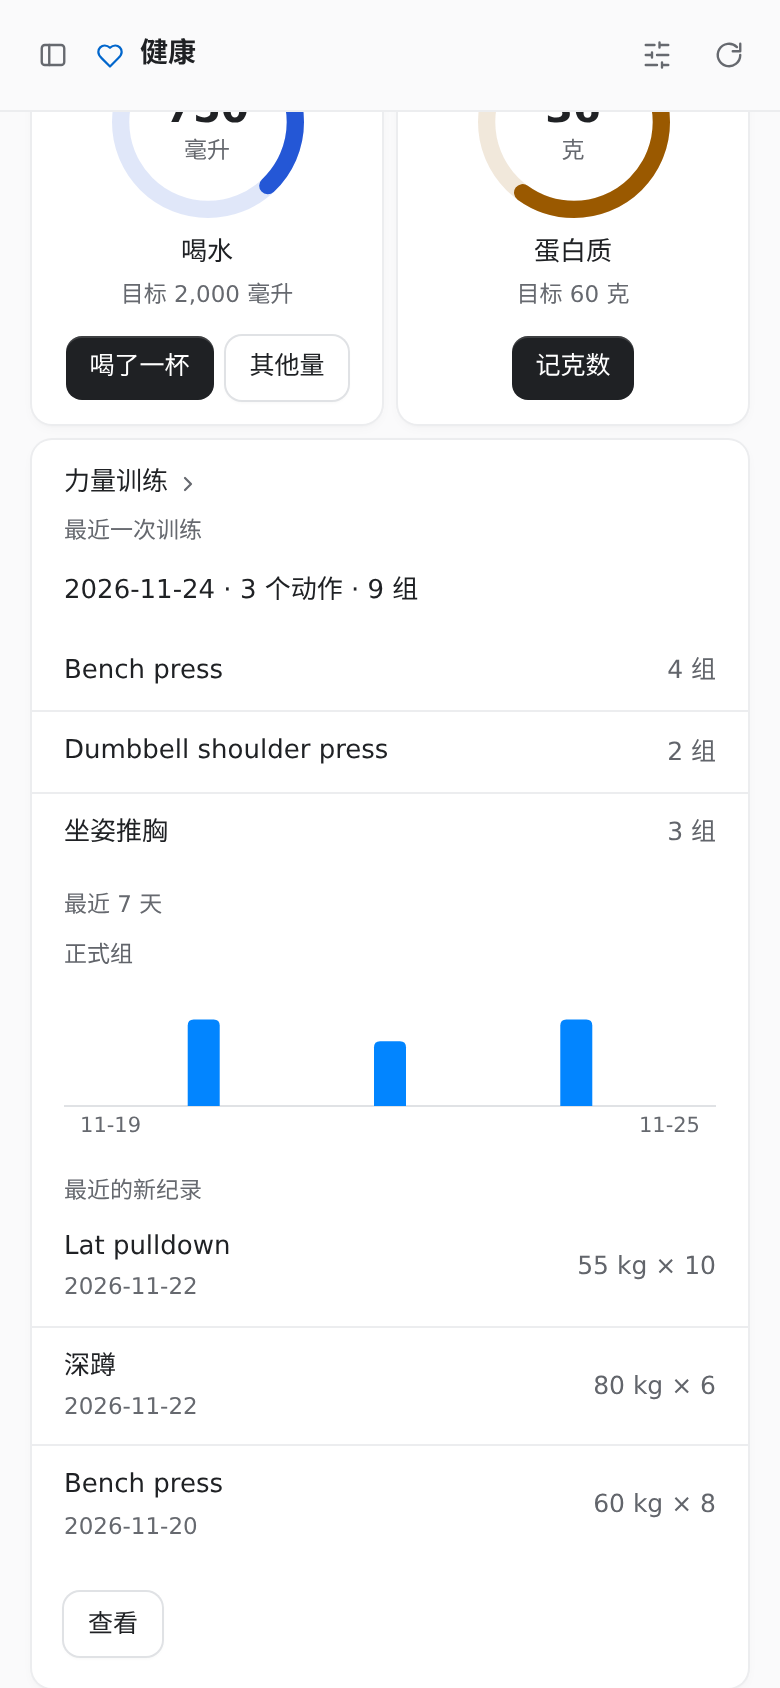 健康
毫升
克
喝水
蛋白质
目标 2,000 毫升
目标 60 克
喝了一杯
其他量
记克数
力量训练
最近一次训练
2026-11-24 · 3 个动作 · 9 组
Bench press
4 组
Dumbbell shoulder press
2 组
坐姿推胸
3 组
最近 7 天
正式组
11-19
11-25
最近的新纪录
Lat pulldown
2026-11-22
55 kg × 10
深蹲
2026-11-22
80 kg × 6
Bench press
2026-11-20
60 kg × 8
查看